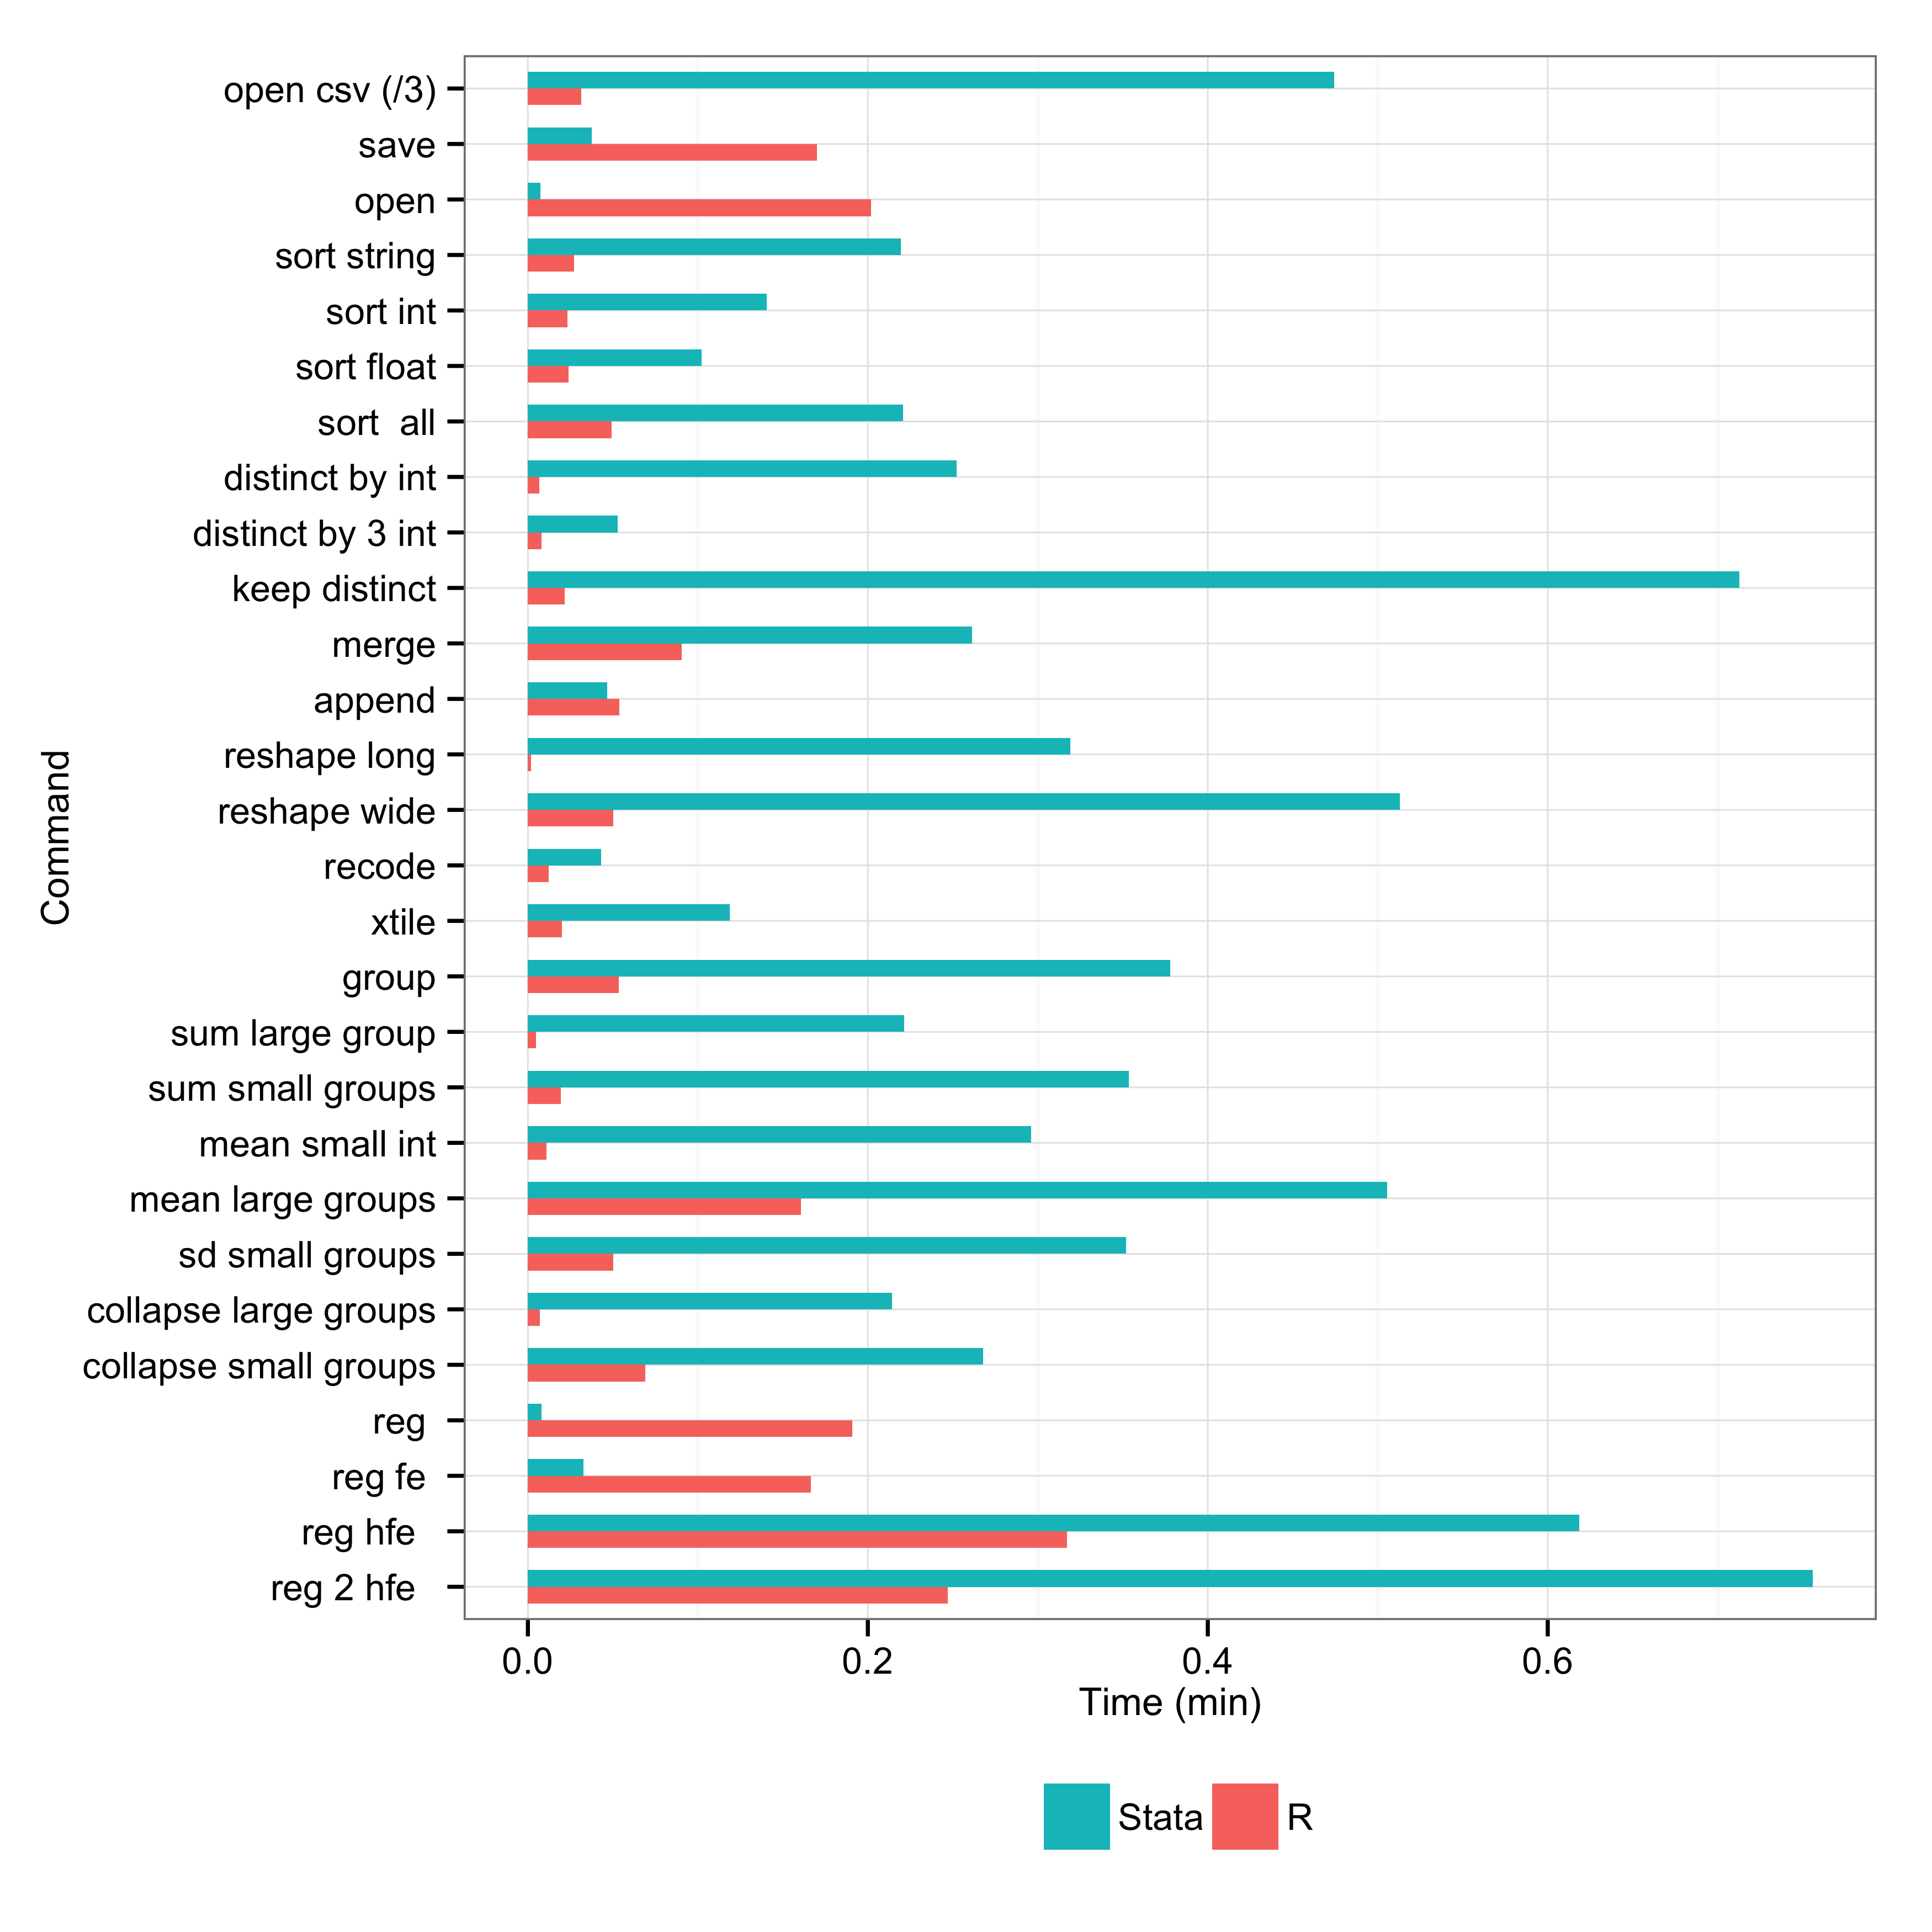 open csv (/3)
save
open
sort string
sort int
sort float
sort  all
distinct by int
distinct by 3 int
keep distinct
merge
append
reshape long
reshape wide
recode
xtile
group
sum large group
sum small groups
mean small int
mean large groups
sd small groups
collapse large groups
collapse small groups
reg
reg fe
reg hfe
reg 2 hfe
Command
0.0 0.2 0.4 0.6
Time (min)
Stata R